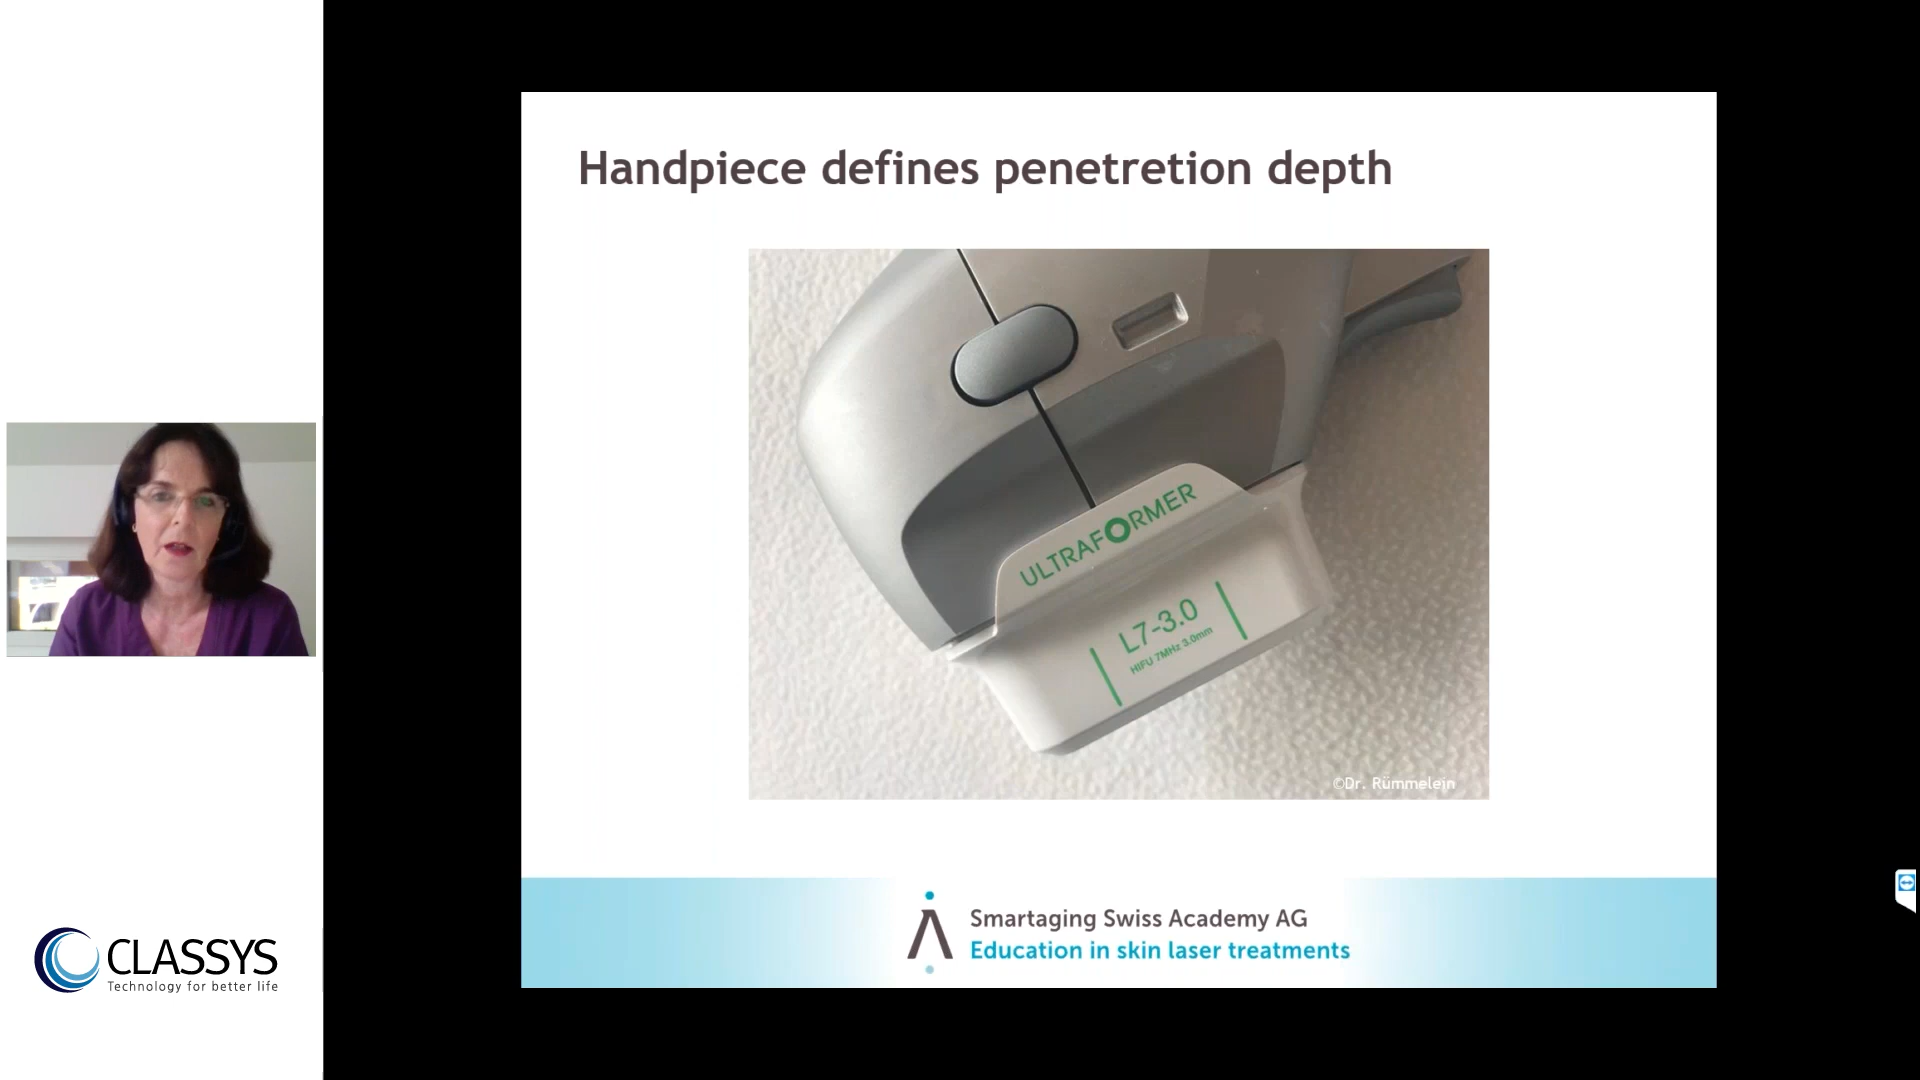 Handpiece defines penetretion depth
ULTRAFORMER
L7-3.0
HIFU 7MHz 3.0mm
©Dr. Rümmelein
CLASSYS
Technology for better life
Smartaging Swiss Academy AG
Education in skin laser treatments